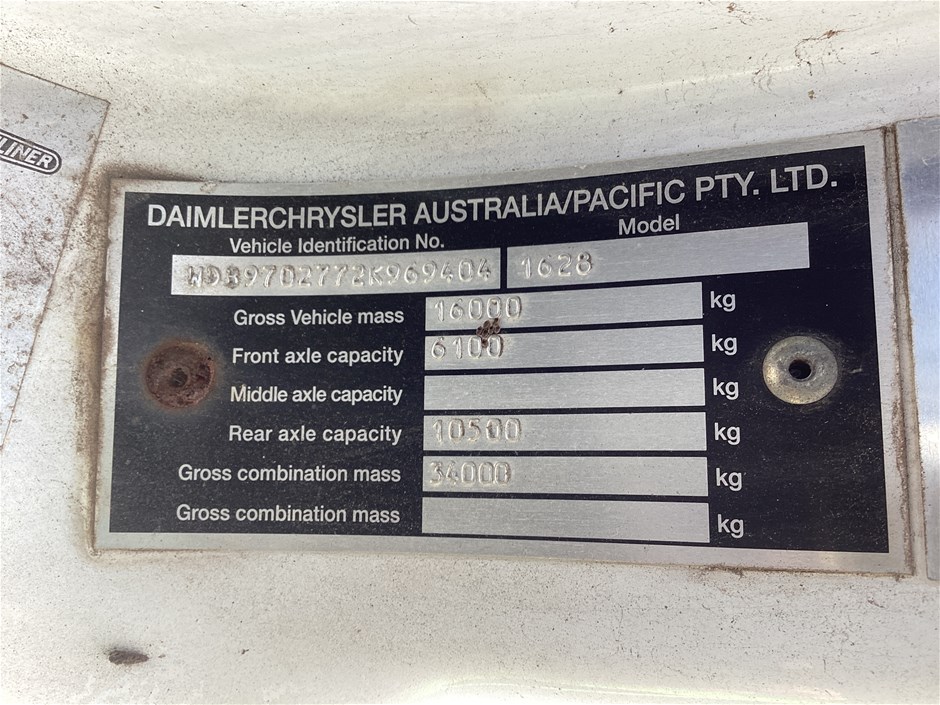 LINER
DAIMLERCHRYSLER AUSTRALIA/PACIFIC PTY. LTD.
Vehicle Identification No. Model
WDB9702772K969404 1628
Gross Vehicle mass 16000 kg
Front axle capacity 6100 kg
Middle axle capacity kg
Rear axle capacity 10500 kg
Gross combination mass 34000 kg
Gross combination mass kg